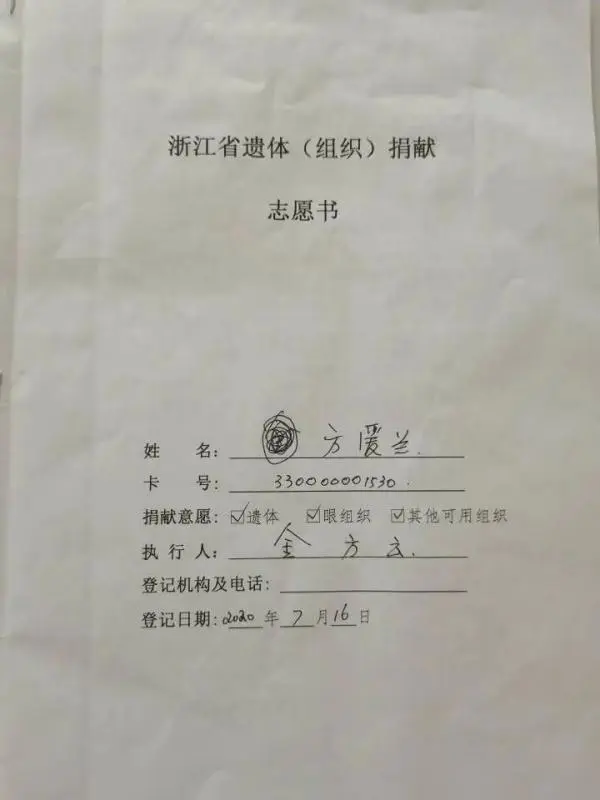 浙江省遗体（组织）捐献
志愿书
姓 名: 方爱兰.
卡 号: 330000001530.
捐献意愿: ☑遗体 ☑眼组织 ☑其他可用组织
执 行 人: 金方云.
登记机构及电话:
登记日期: 2020年7月16日